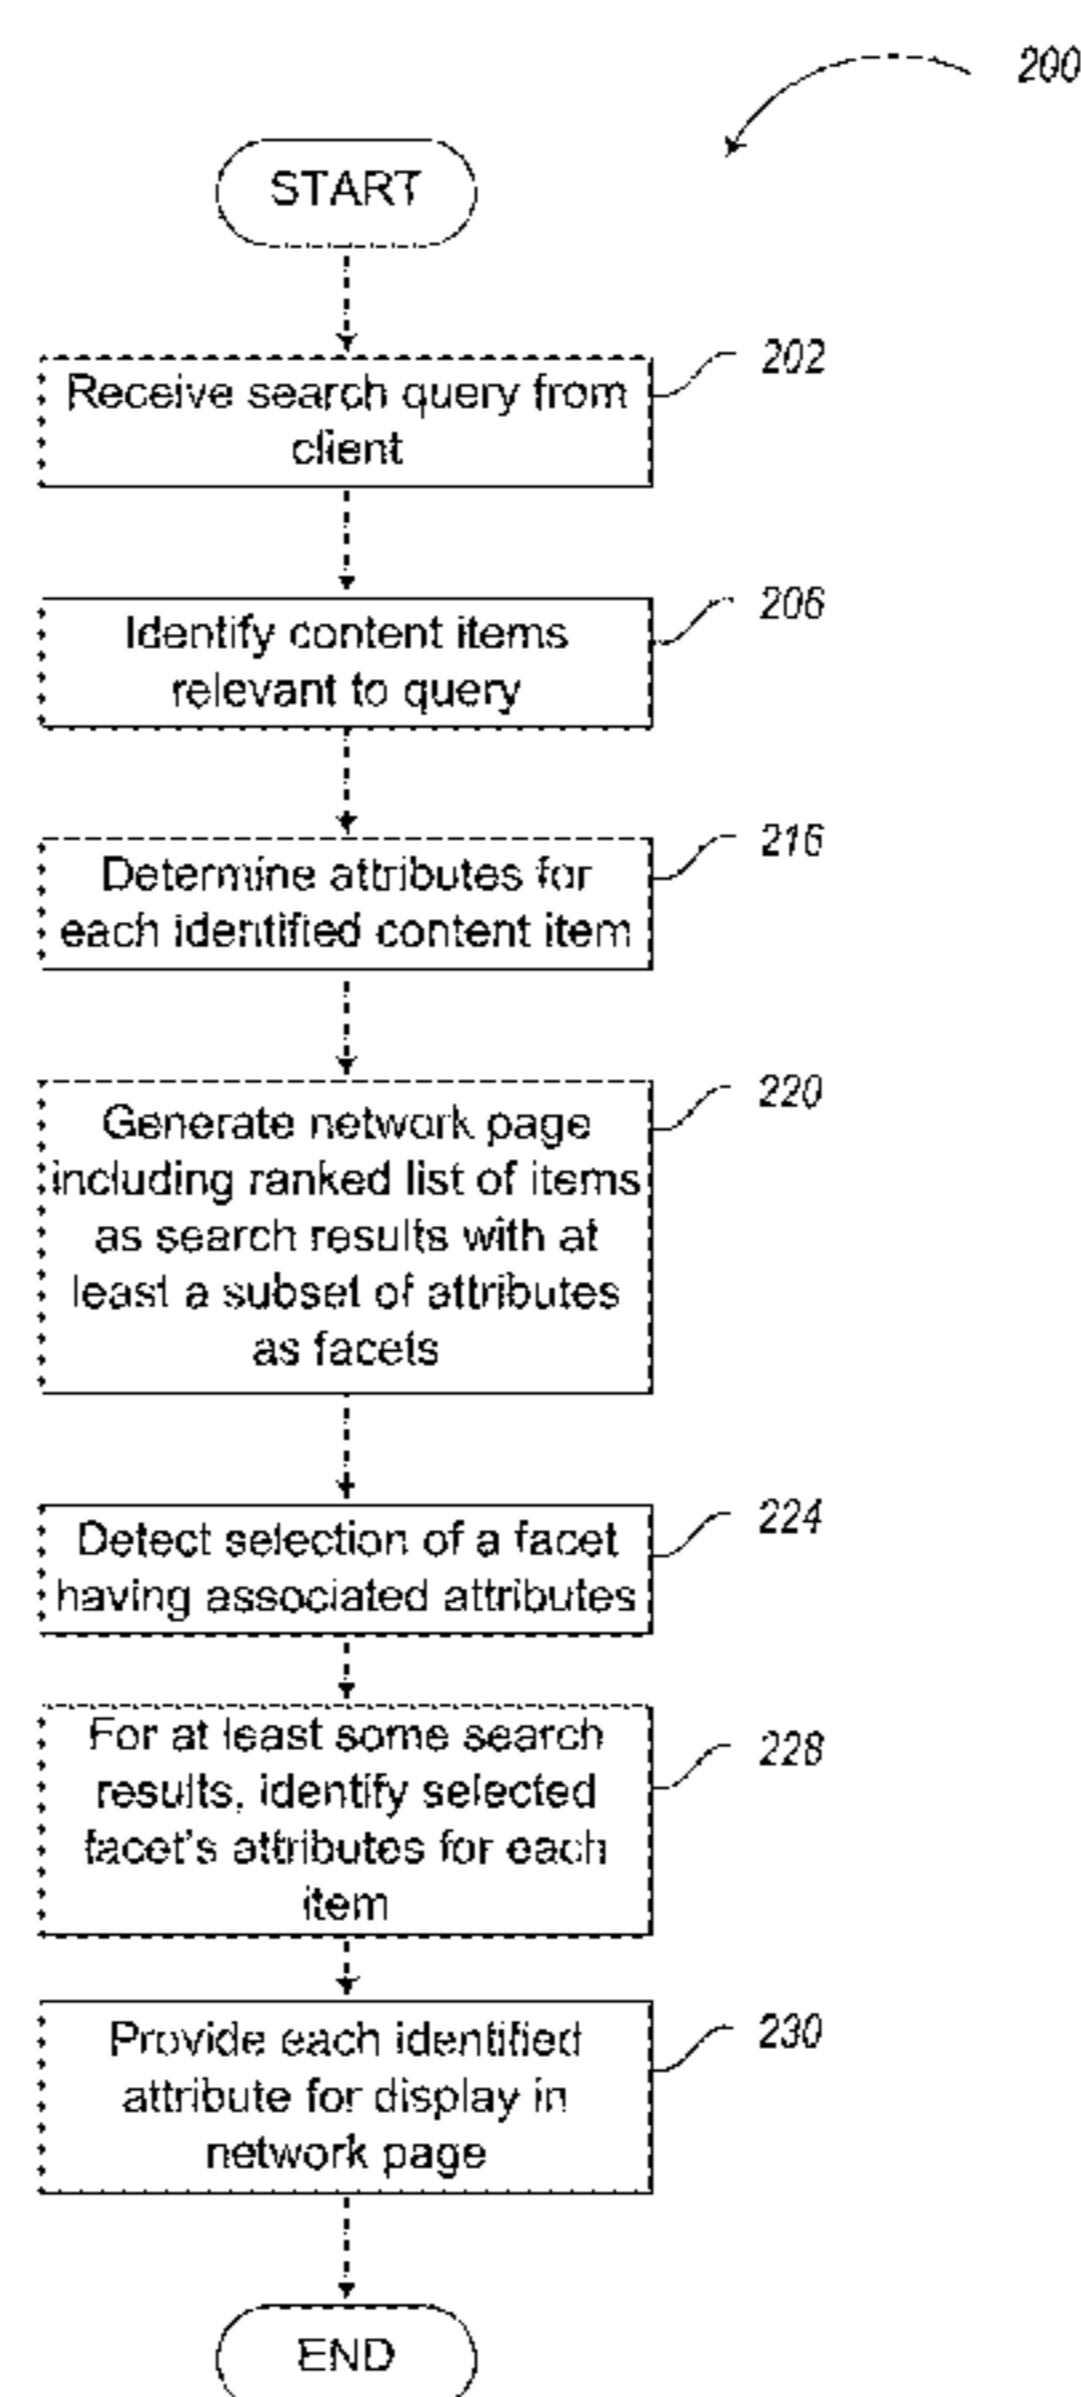 200
START
202
Receive search query from
client
206
Identify content items
relevant to query
216
Determine attributes for
each identified content item
220
Generate network page
including ranked list of items
as search results with at
least a subset of attributes
as facets
224
Detect selection of a facet
having associated attributes
228
For at least some search
results, identify selected
facet's attributes for each
item
230
Provide each identified
attribute for display in
network page
END